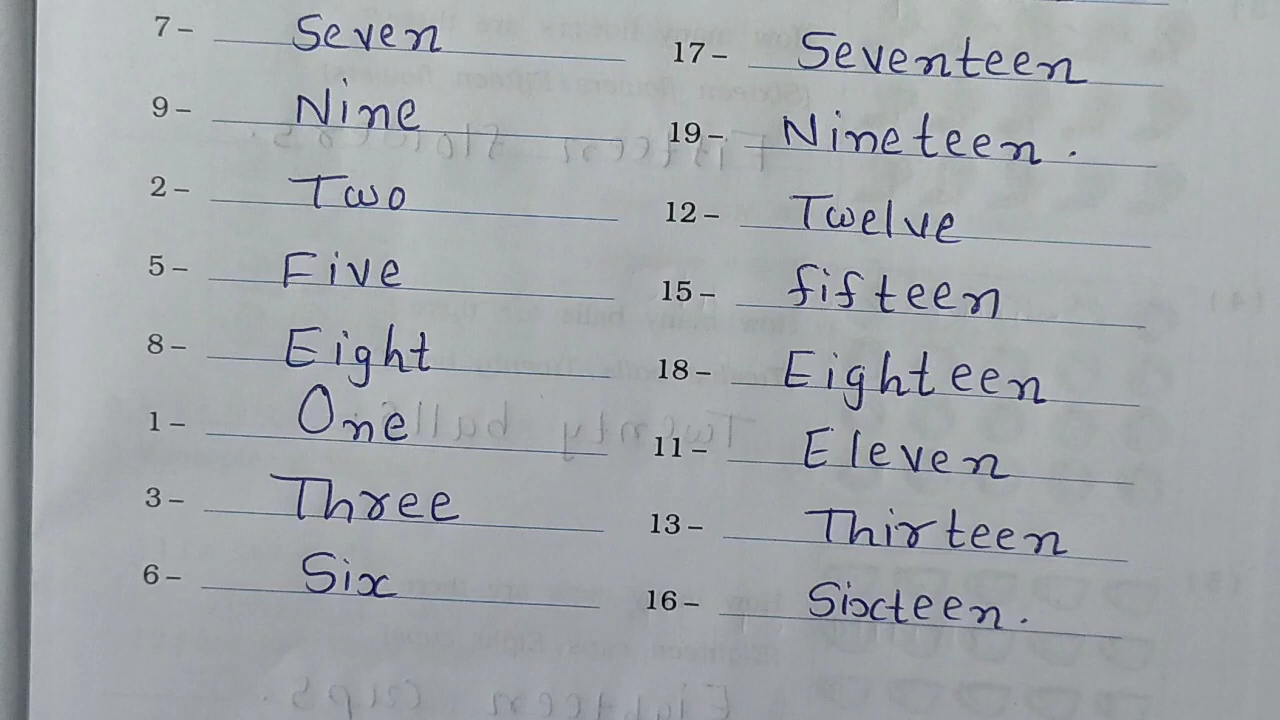 7 – Seven 17 – Seventeen
9 – Nine 19 – Nineteen.
2 – Two 12 – Twelve
5 – Five 15 – fifteen
8 – Eight 18 – Eighteen
1 – One 11 – Eleven
3 – Three 13 – Thirteen
6 – Six 16 – Sixteen.